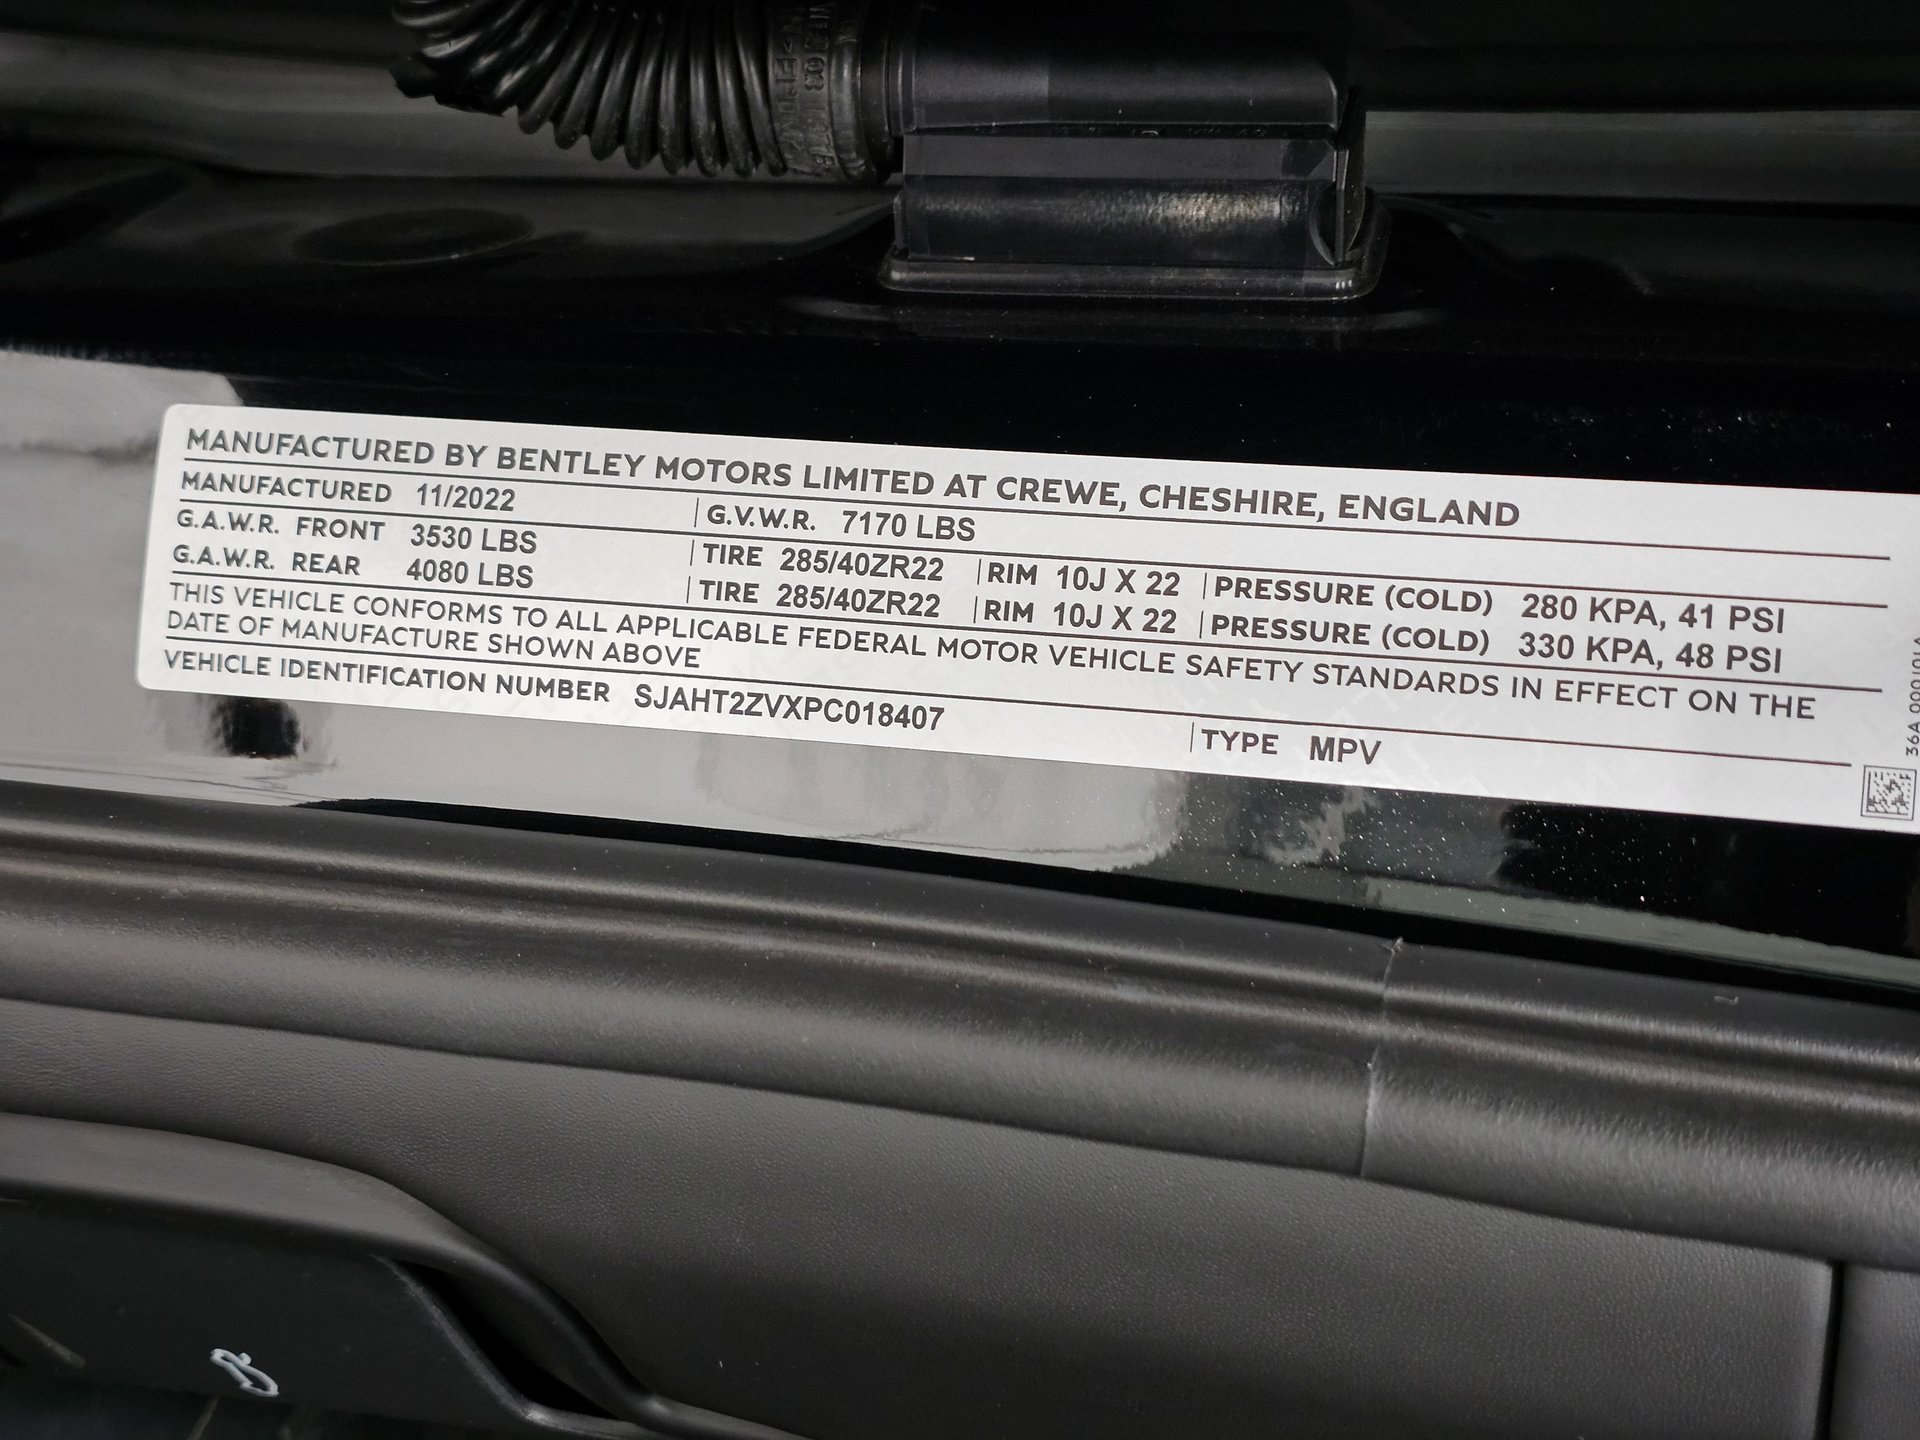 MANUFACTURED BY BENTLEY MOTORS LIMITED AT CREWE, CHESHIRE, ENGLAND
MANUFACTURED 11/2022 G.V.W.R. 7170 LBS
G.A.W.R. FRONT 3530 LBS TIRE 285/40ZR22 RIM 10J X 22 PRESSURE (COLD) 280 KPA, 41 PSI
G.A.W.R. REAR 4080 LBS TIRE 285/40ZR22 RIM 10J X 22 PRESSURE (COLD) 330 KPA, 48 PSI
THIS VEHICLE CONFORMS TO ALL APPLICABLE FEDERAL MOTOR VEHICLE SAFETY STANDARDS IN EFFECT ON THE
DATE OF MANUFACTURE SHOWN ABOVE
VEHICLE IDENTIFICATION NUMBER SJAHT2ZVXPC018407 TYPE MPV
36A 000 101 A